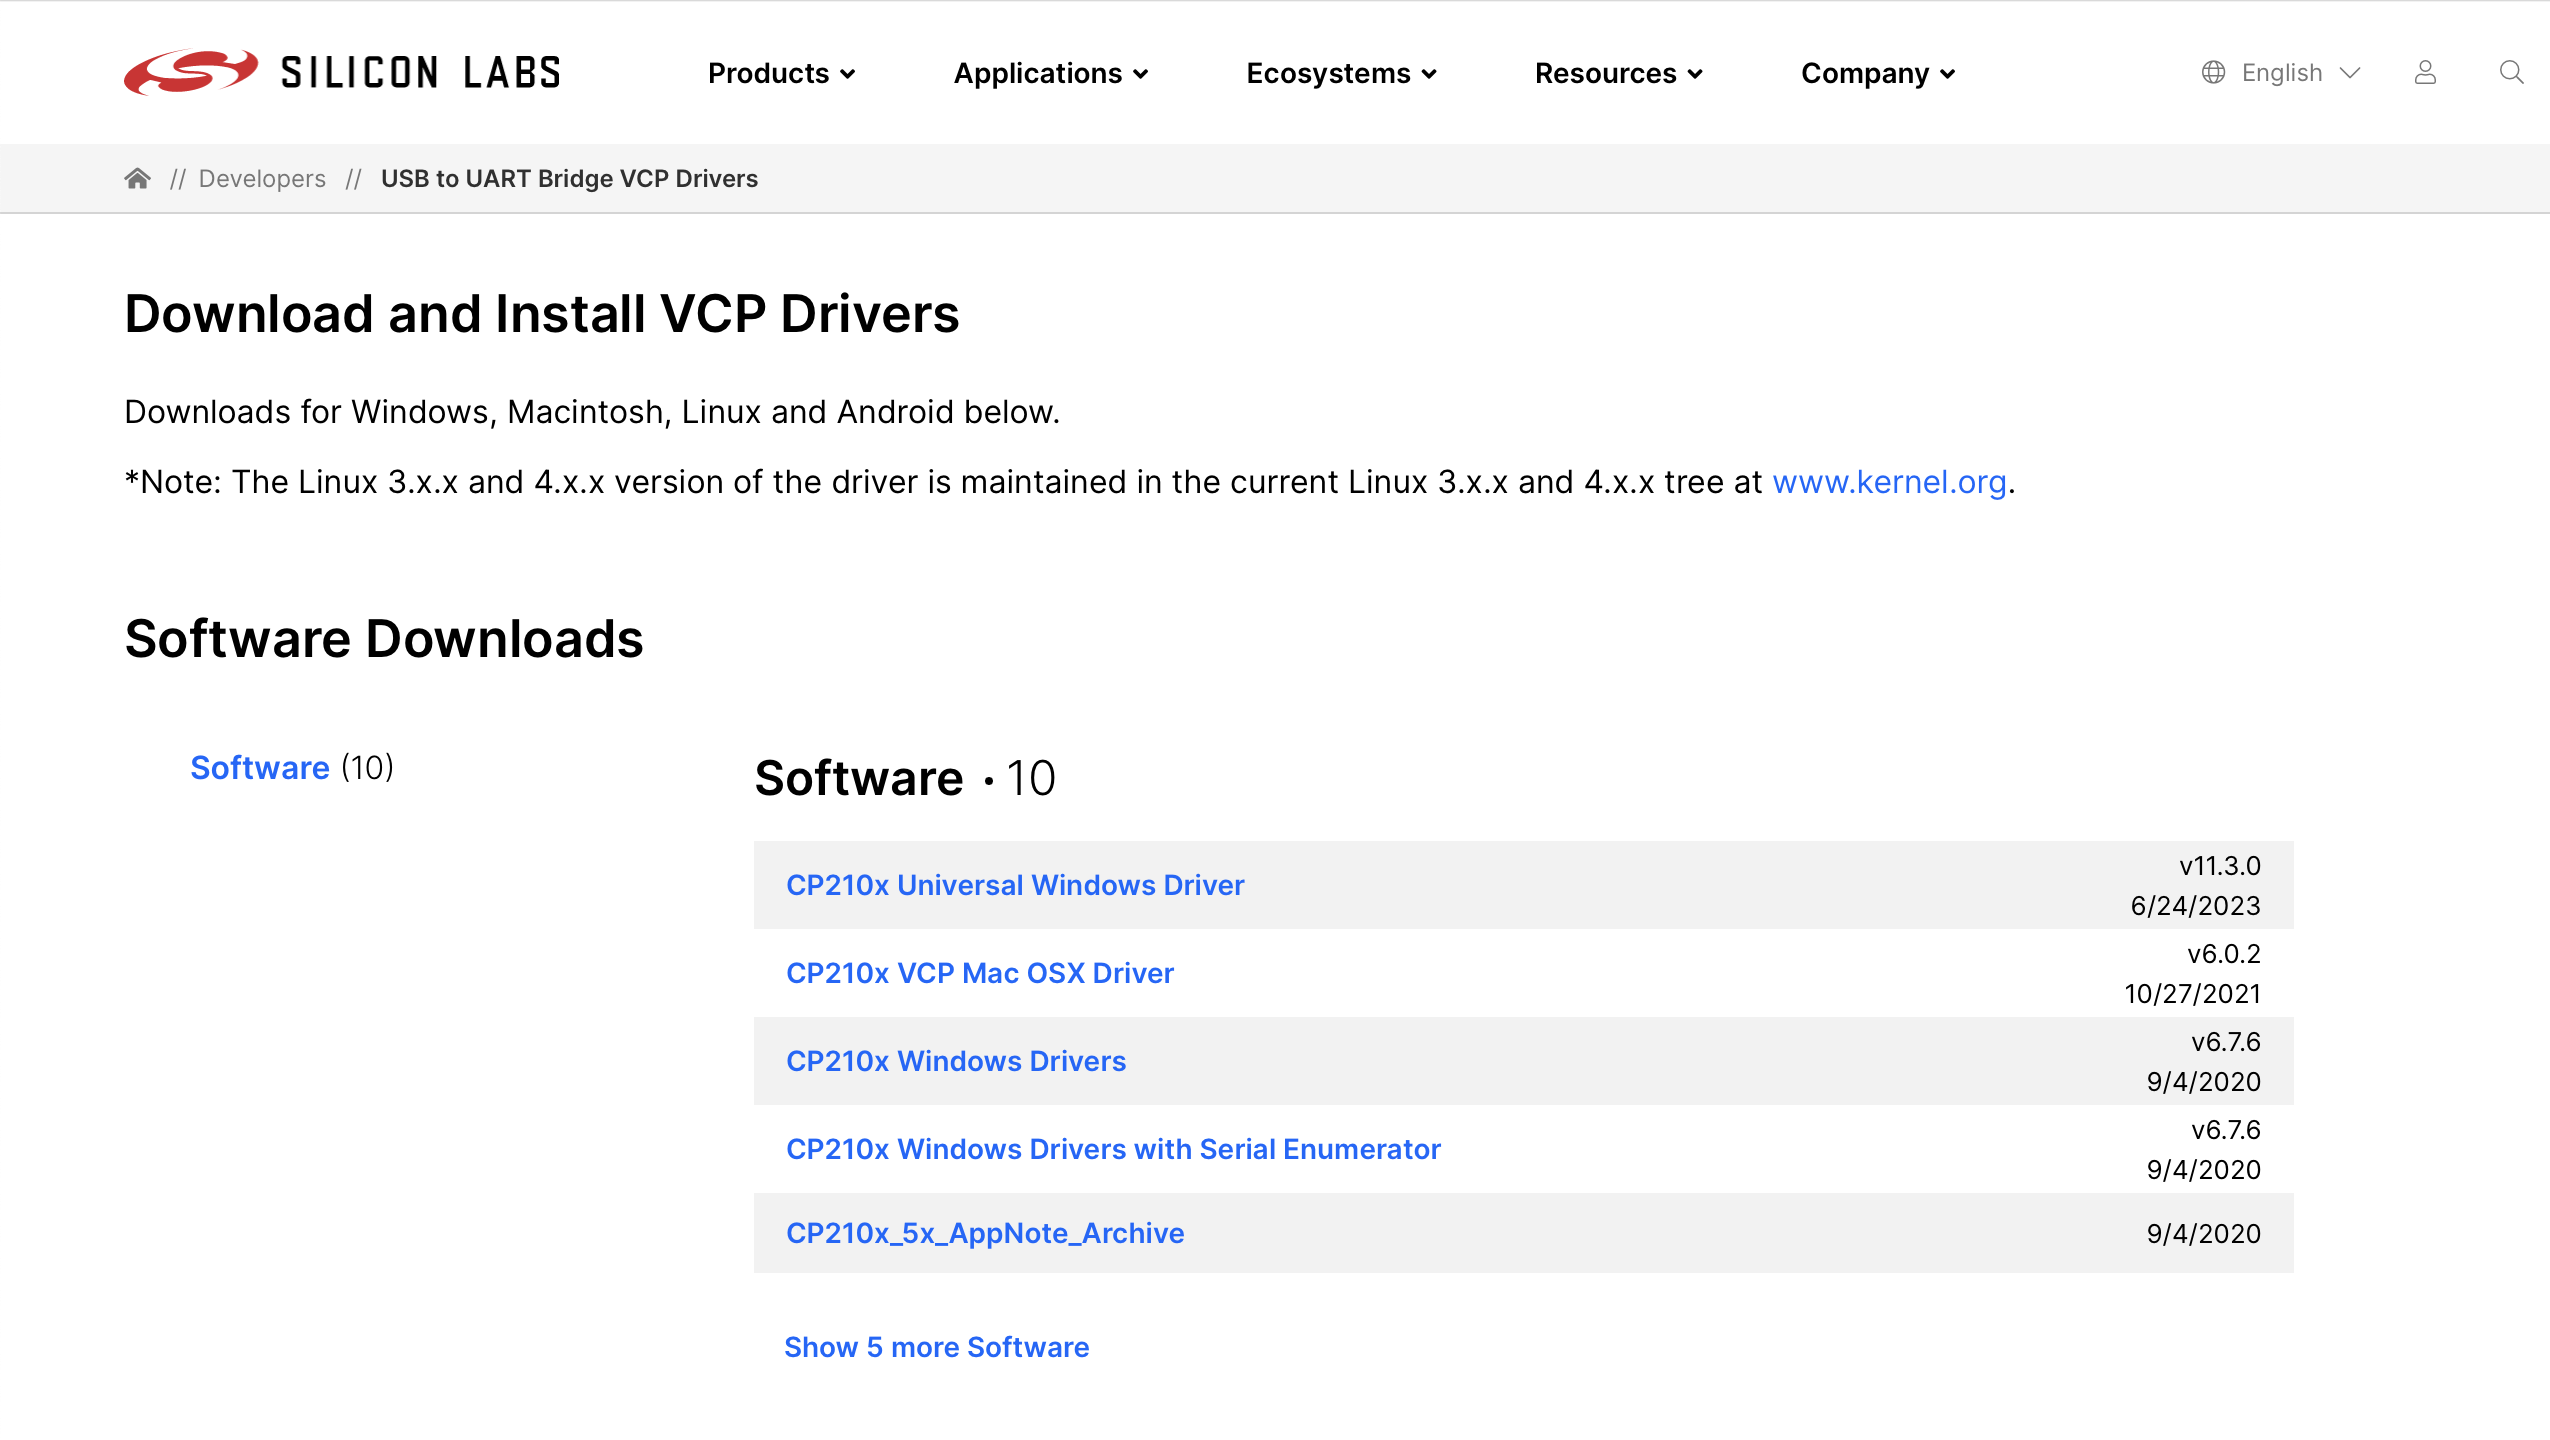 SILICON LABS
Products
Applications
Ecosystems
Resources
Company
English
// Developers // USB to UART Bridge VCP Drivers
Download and Install VCP Drivers
Downloads for Windows, Macintosh, Linux and Android below.
*Note: The Linux 3.x.x and 4.x.x version of the driver is maintained in the current Linux 3.x.x and 4.x.x tree at www.kernel.org.
Software Downloads
Software (10)
Software · 10
CP210x Universal Windows Driver
v11.3.0
6/24/2023
CP210x VCP Mac OSX Driver
v6.0.2
10/27/2021
CP210x Windows Drivers
v6.7.6
9/4/2020
CP210x Windows Drivers with Serial Enumerator
v6.7.6
9/4/2020
CP210x_5x_AppNote_Archive
9/4/2020
Show 5 more Software